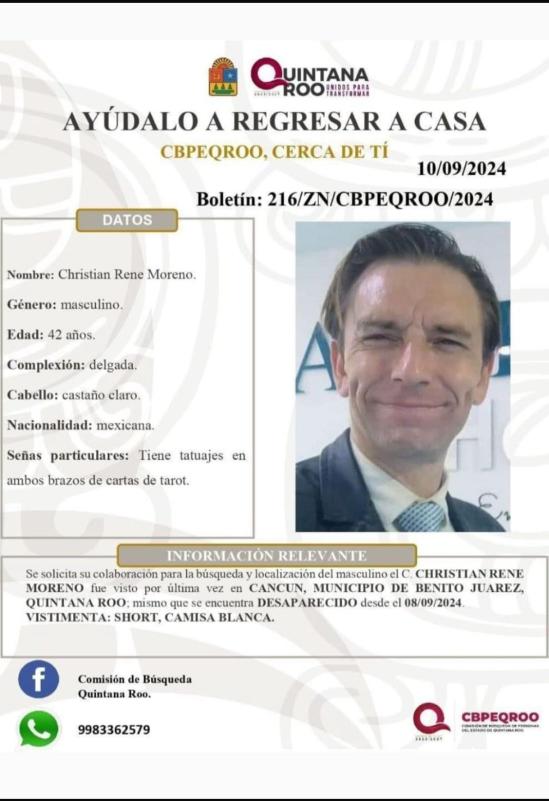 QUINTANA
ROO UNIDOS PARA
TRANSFORMAR
AYÚDALO A REGRESAR A CASA
CBPEQROO, CERCA DE TÍ
10/09/2024
Boletín: 216/ZN/CBPEQROO/2024
DATOS
Nombre: Christian Rene Moreno.
Género: masculino.
Edad: 42 años.
Complexión: delgada.
Cabello: castaño claro.
Nacionalidad: mexicana.
Señas particulares: Tiene tatuajes en
ambos brazos de cartas de tarot.
INFORMACIÓN RELEVANTE
Se solicita su colaboración para la búsqueda y localización del masculino el C. CHRISTIAN RENE
MORENO fue visto por última vez en CANCUN, MUNICIPIO DE BENITO JUAREZ,
QUINTANA ROO; mismo que se encuentra DESAPARECIDO desde el 08/09/2024.
VISTIMENTA: SHORT, CAMISA BLANCA.
Comisión de Búsqueda
Quintana Roo.
9983362579
CBPEQROO
COMISIÓN DE BÚSQUEDA DE PERSONAS
DEL ESTADO DE QUINTANA ROO